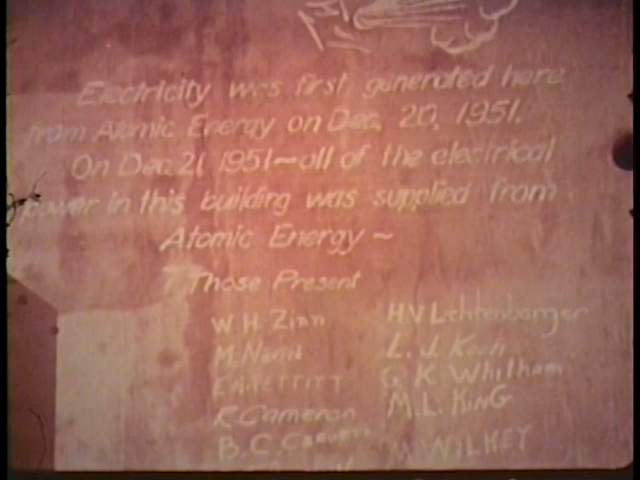 Electricity was first generated here
from Atomic Energy on Dec. 20, 1951.
On Dec 21 1951~all of the electrical
power in this building was supplied from
Atomic Energy~
Those Present
W. H. Zinn
H V Lichtenbarger
M.
L. J. Koch
G K Whitham
R. Cameron
M. L. KING
B. C.
WILKEY